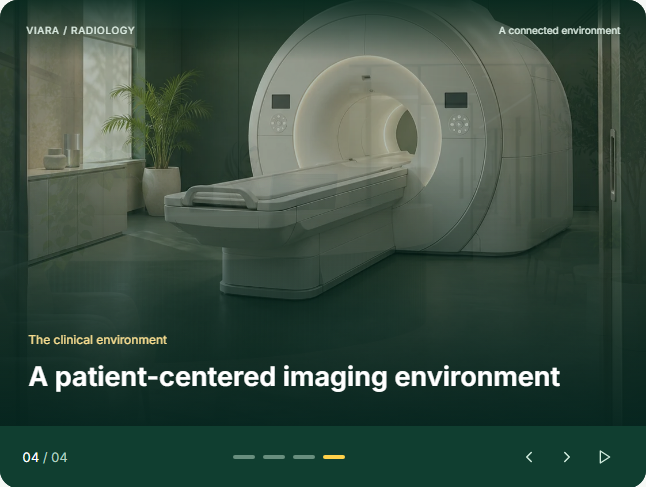 VIARA / RADIOLOGY
A connected environment
The clinical environment
A patient-centered imaging environment
04 / 04